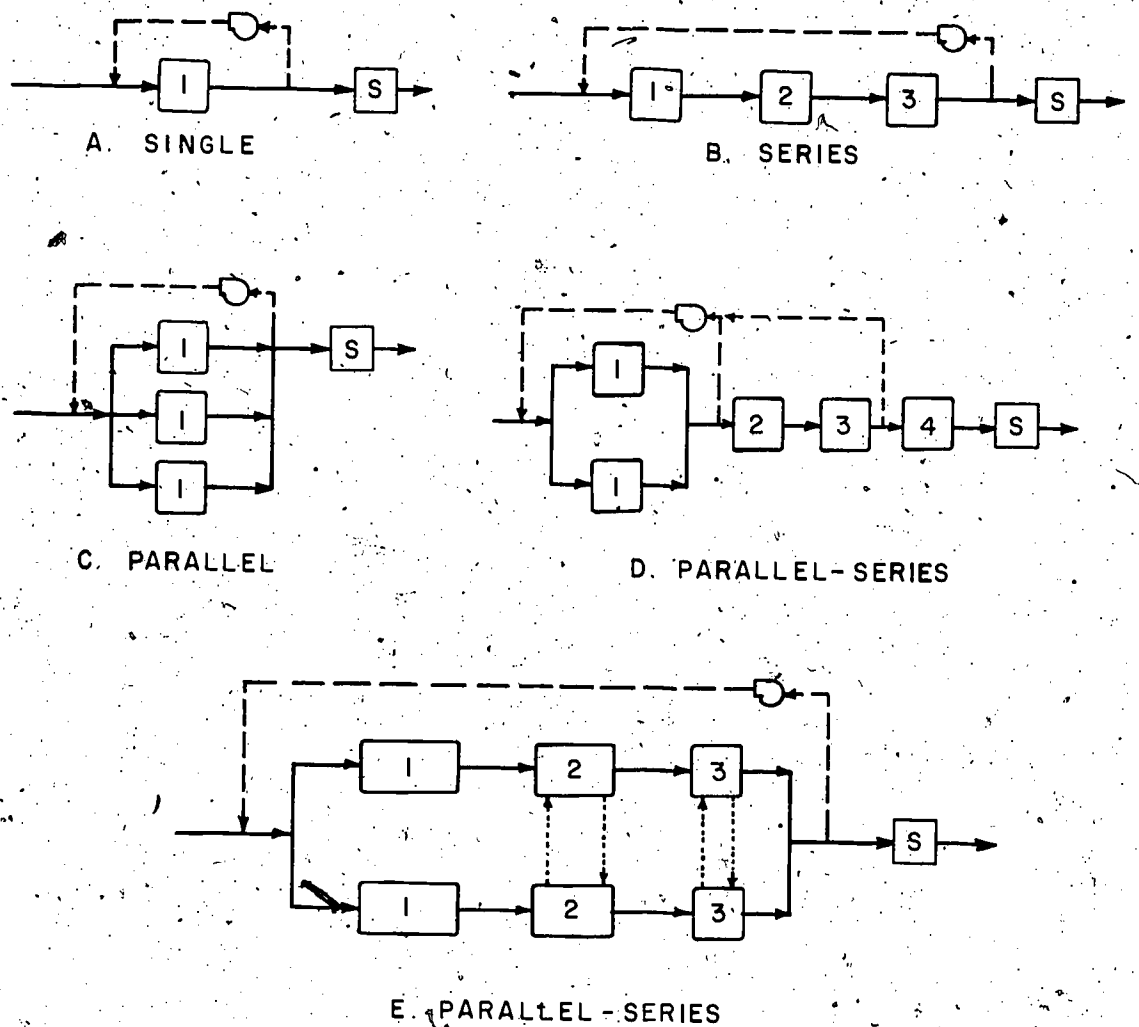 1 S
A. SINGLE
1 2 3 S
B. SERIES
1 S
1
1
C. PARALLEL
1
2 3 4 S
1
D. PARALLEL-SERIES
1 2 3
S
1 2 3
E. PARALLEL-SERIES